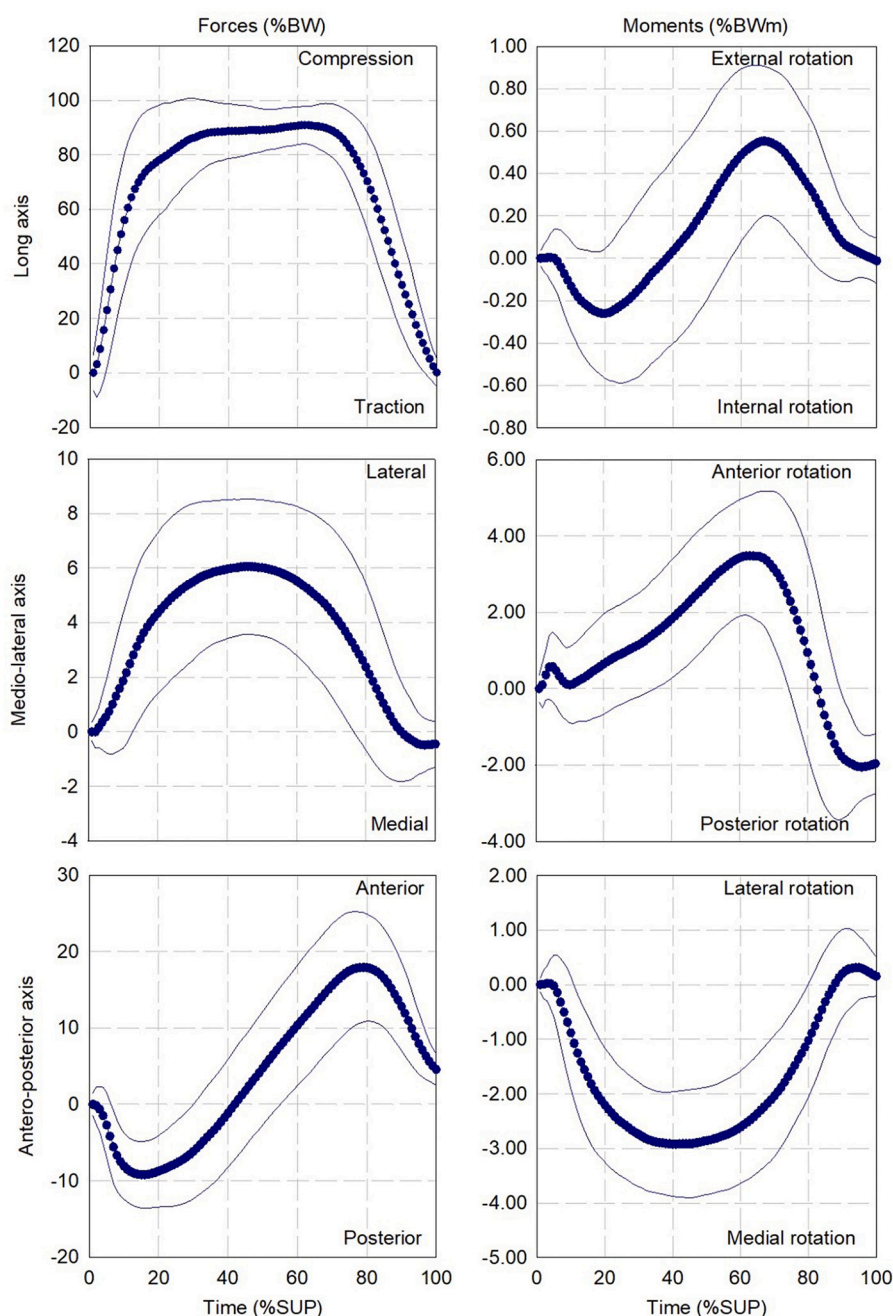 Forces (%BW)
Moments (%BWm)
Long axis
120
100
80
60
40
20
0
-20
Compression
Traction
1.00
0.80
0.60
0.40
0.20
0.00
-0.20
-0.40
-0.60
-0.80
External rotation
Internal rotation
Medio-lateral axis
10
8
6
4
2
0
-2
-4
Lateral
Medial
6.00
4.00
2.00
0.00
-2.00
-4.00
Anterior rotation
Posterior rotation
Antero-posterior axis
30
20
10
0
-10
-20
Anterior
Posterior
0 20 40 60 80 100
Time (%SUP)
2.00
1.00
0.00
-1.00
-2.00
-3.00
-4.00
-5.00
Lateral rotation
Medial rotation
0 20 40 60 80 100
Time (%SUP)